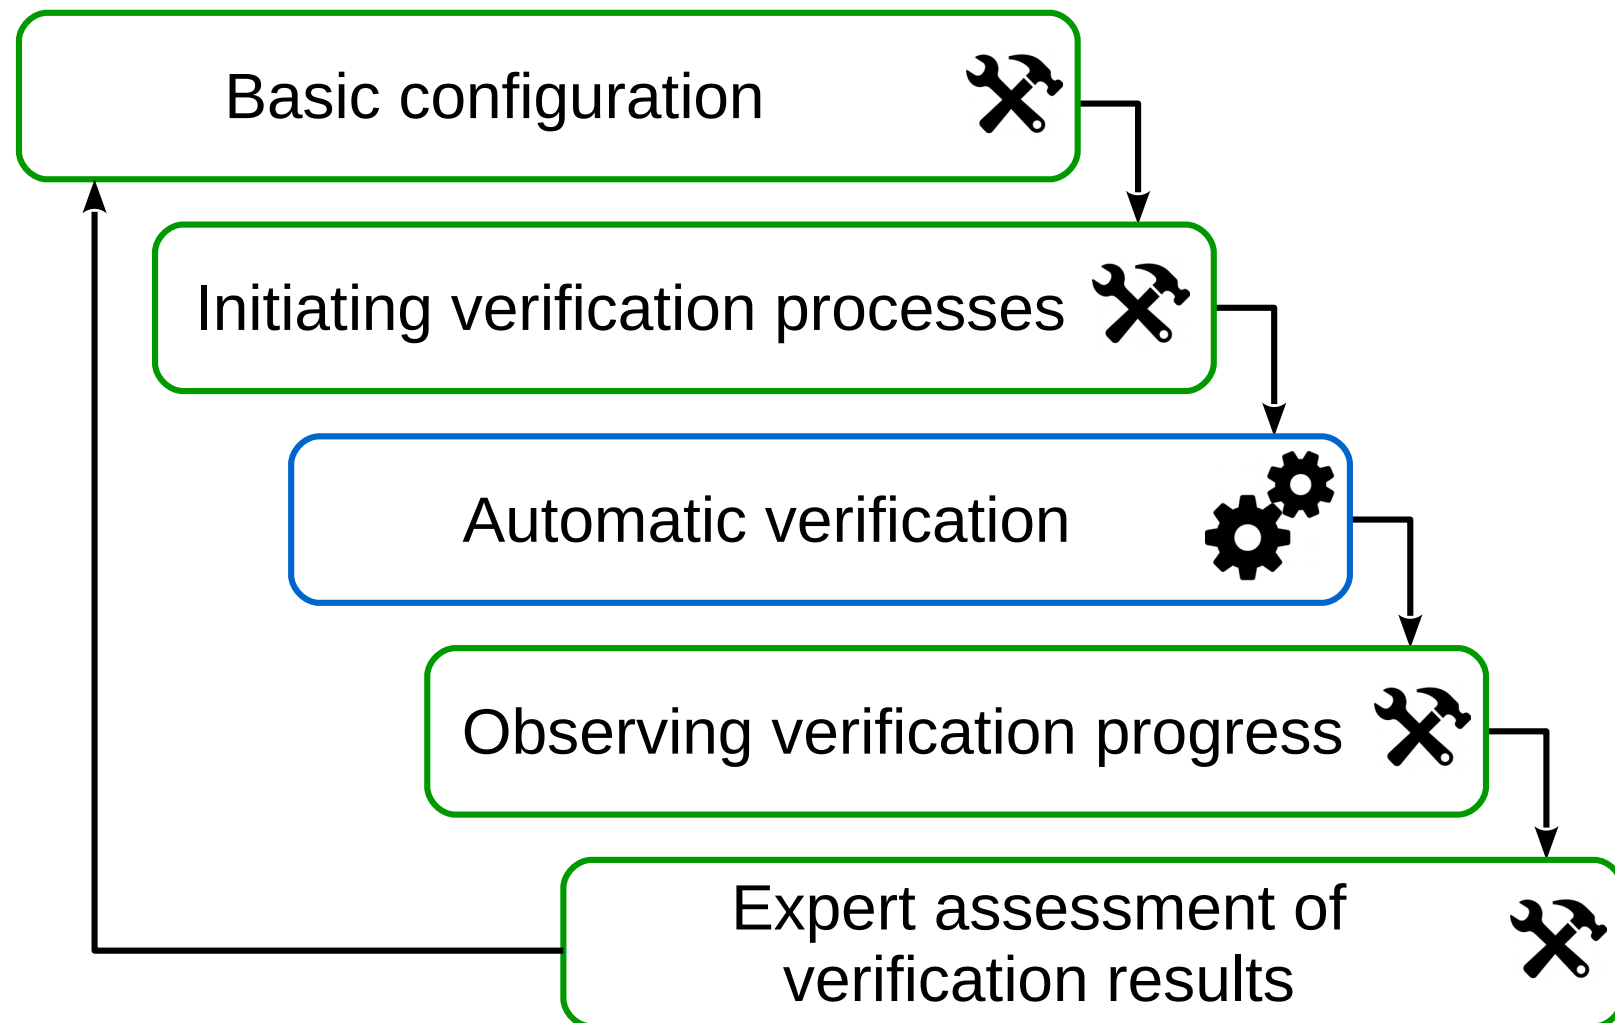 Basic configuration
Initiating verification processes
Automatic verification
Observing verification progress
Expert assessment of
verification results